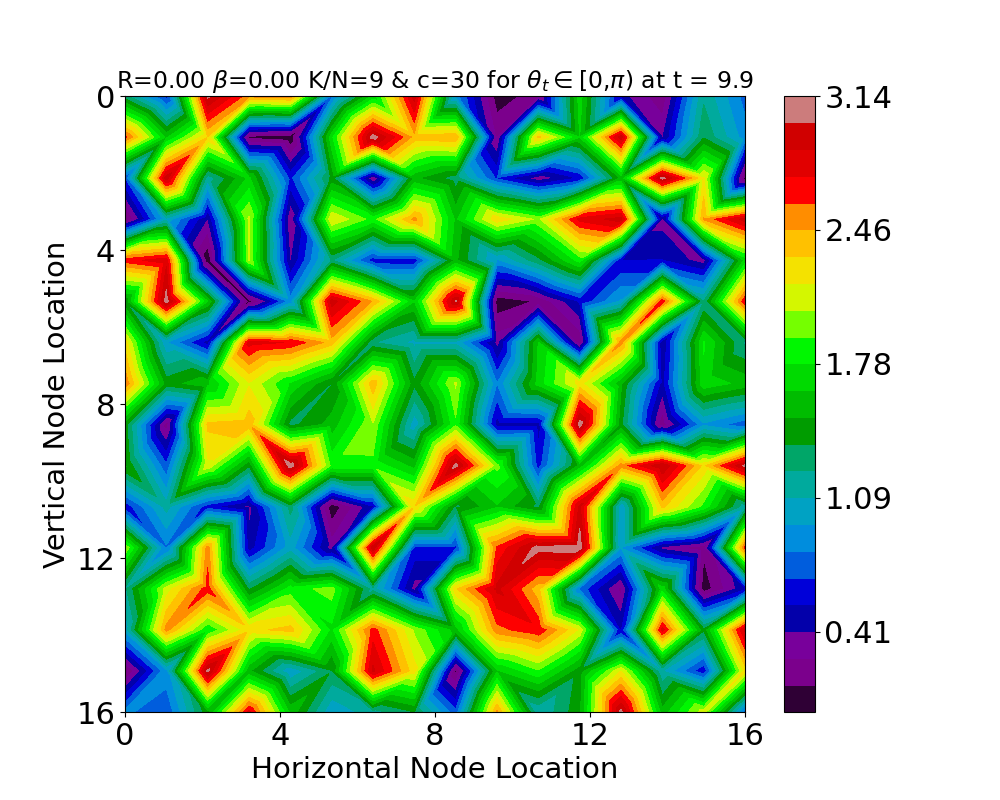 R=0.00 β=0.00 K/N=9 & c=30 for θt ∈ [0,π) at t = 9.9
0
4
8
12
16
Vertical Node Location
0 4 8 12 16
Horizontal Node Location
3.14
2.46
1.78
1.09
0.41